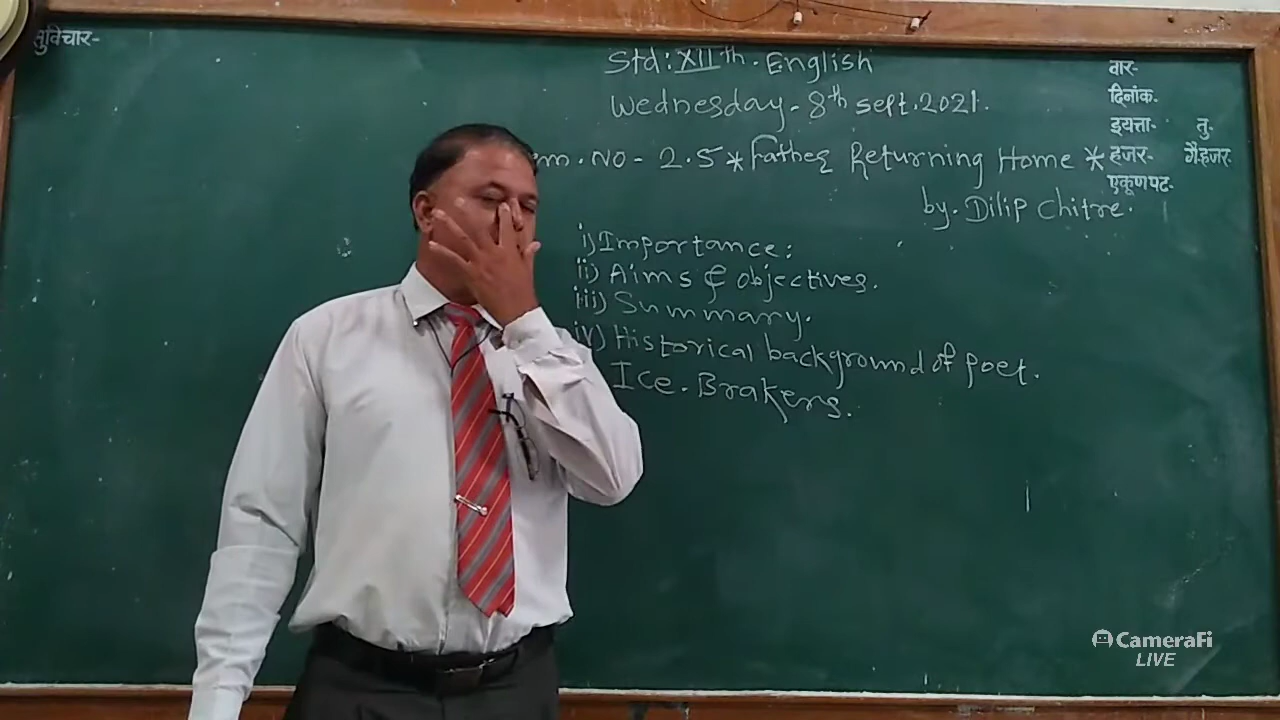 सुविचार-
Std: XIIth. English
Wednesday- 8th sept. 2021.
m. NO- 2.5 * Father Returning Home *
by. Dilip Chitre.
i) Importance:
ii) Aims & objectives.
iii) Summary.
iv) Historical background of poet.
Ice. Brakers.
वार-
दिनांक-
इयत्ता- तु.
हजर- गैहजर
एकूणपट-
CameraFi
LIVE